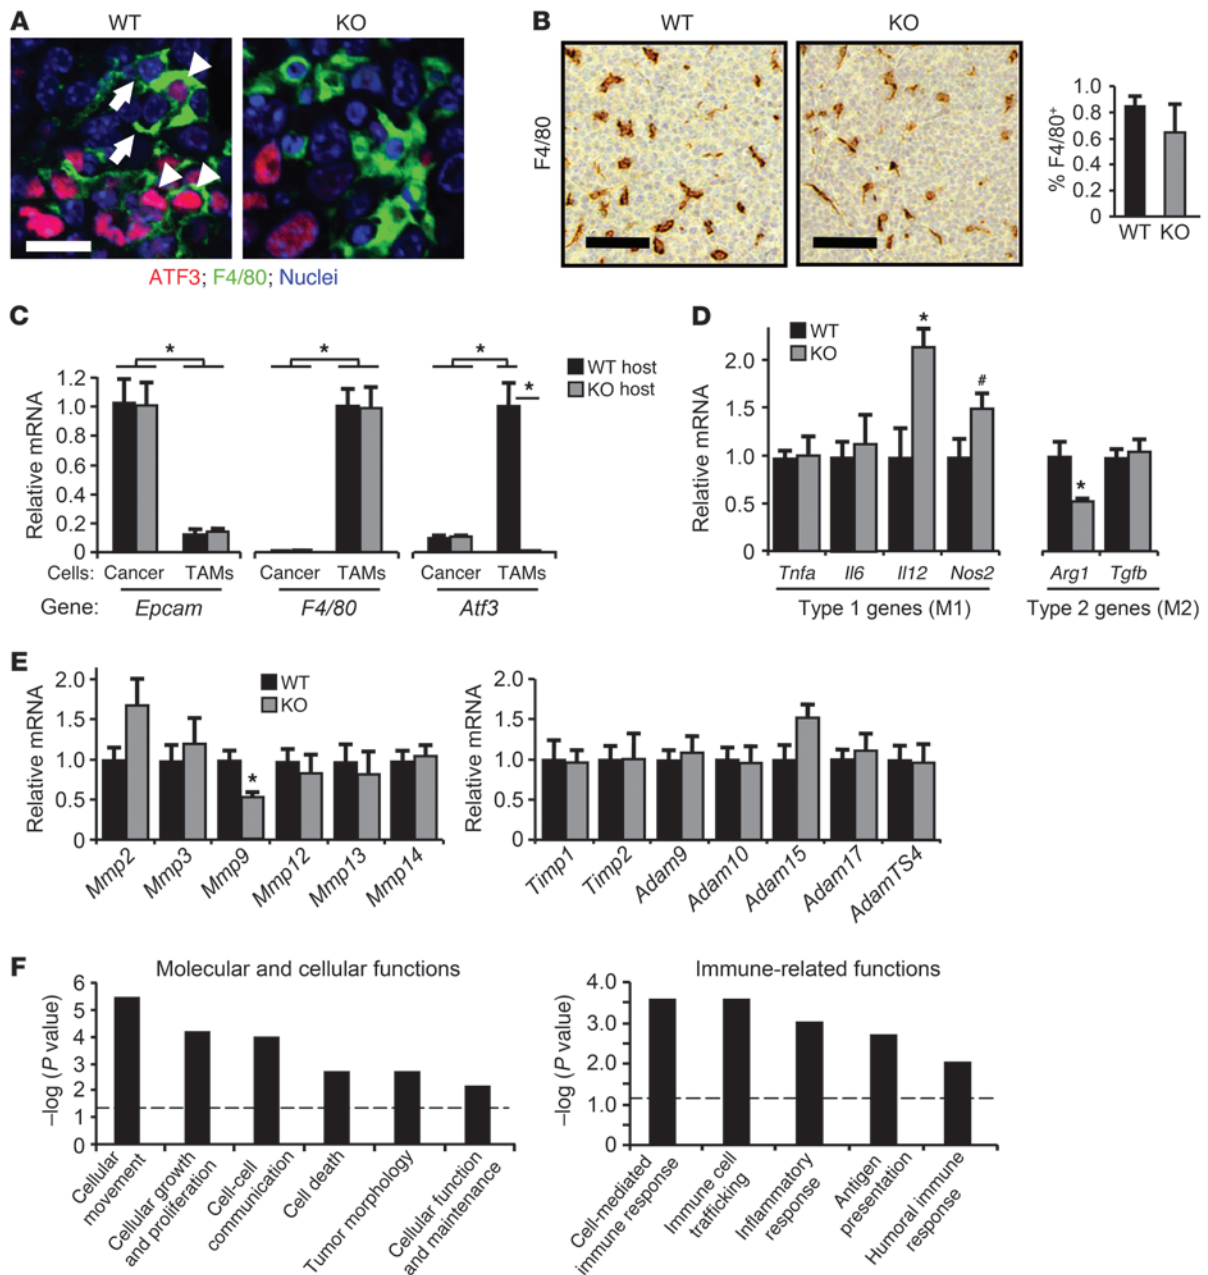 A
WT
KO
ATF3; F4/80; Nuclei
B
WT
KO
F4/80
% F4/80⁺
1.0
0.8
0.6
0.4
0.2
0
WT KO
C
Relative mRNA
1.2
1.0
0.8
0.6
0.4
0.2
0
*
*
*
*
WT host
KO host
Cells: Cancer TAMs Cancer TAMs Cancer TAMs
Gene: Epcam F4/80 Atf3
D
WT
KO
Relative mRNA
2.0
1.5
1.0
0.5
0
*
#
*
Tnfa Il6 Il12 Nos2 Arg1 Tgfb
Type 1 genes (M1) Type 2 genes (M2)
E
Relative mRNA
2.0
1.5
1.0
0.5
0
WT
KO
*
Mmp2
Mmp3
Mmp9
Mmp12
Mmp13
Mmp14
Relative mRNA
2.0
1.5
1.0
0.5
0
Timp1
Timp2
Adam9
Adam10
Adam15
Adam17
AdamTS4
F
Molecular and cellular functions
–log (P value)
6
5
4
3
2
1
0
Cellular
movement
Cellular growth
and proliferation
Cell-cell
communication
Cell death
Tumor morphology
Cellular function
and maintenance
Immune-related functions
–log (P value)
4.0
3.0
2.0
1.0
0
Cell-mediated
immune response
Immune cell
trafficking
Inflammatory
response
Antigen
presentation
Humoral immune
response